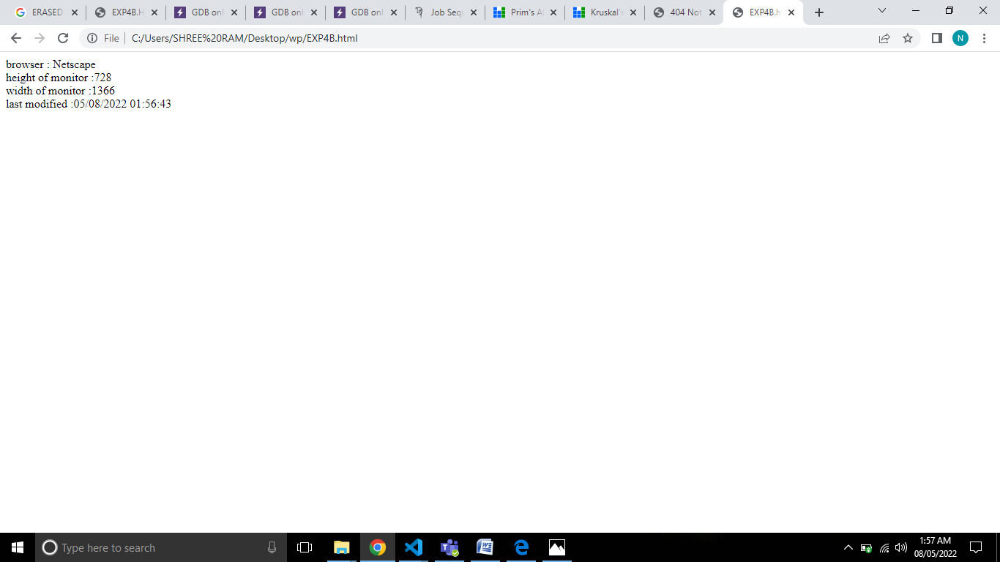 ERASED
EXP4B.H
GDB onl
GDB onl
GDB onl
Job Sequ
Prim's Al
Kruskal's
404 Not
EXP4B.h
File
C:/Users/SHREE%20RAM/Desktop/wp/EXP4B.html
N
browser : Netscape
height of monitor :728
width of monitor :1366
last modified :05/08/2022 01:56:43
Type here to search
1:57 AM
08/05/2022